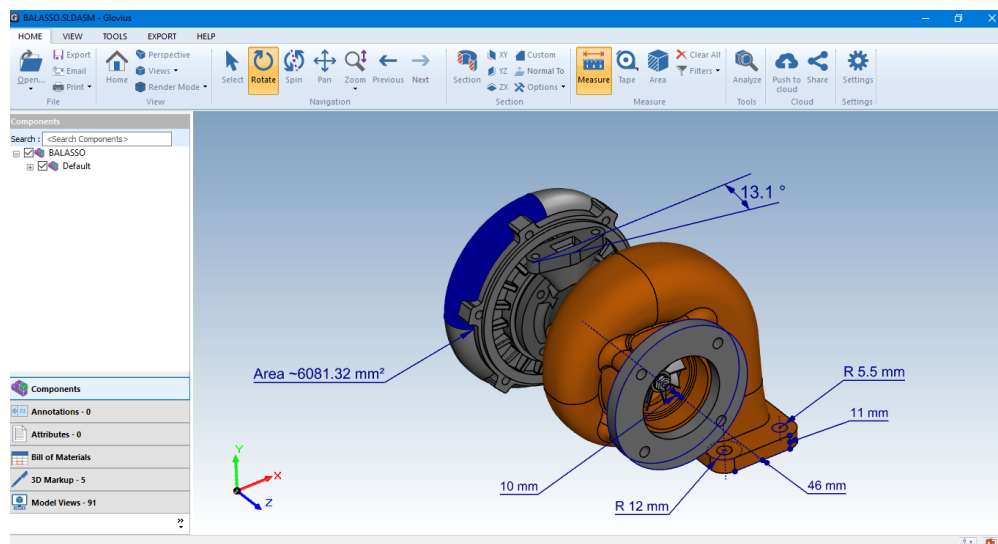 BALASSO.SLDASM - Glovius
HOME VIEW TOOLS EXPORT HELP
Open...
Export
Email
Print
File
Home
Perspective
Views
Render Mode
View
Select
Rotate
Spin
Pan
Zoom
Previous
Next
Navigation
Section
XY
YZ
ZX
Custom
Normal To
Options
Section
Measure
Tape
Area
Clear All
Filters
Measure
Analyze
Tools
Push to
cloud
Share
Cloud
Settings
Settings
Components
Search : <Search Components>
BALASSO
Default
13.1 °
Area ~6081.32 mm²
R 5.5 mm
11 mm
46 mm
10 mm
R 12 mm
Y
X
Z
Components
Annotations - 0
Attributes - 0
Bill of Materials
3D Markup - 5
Model Views - 91